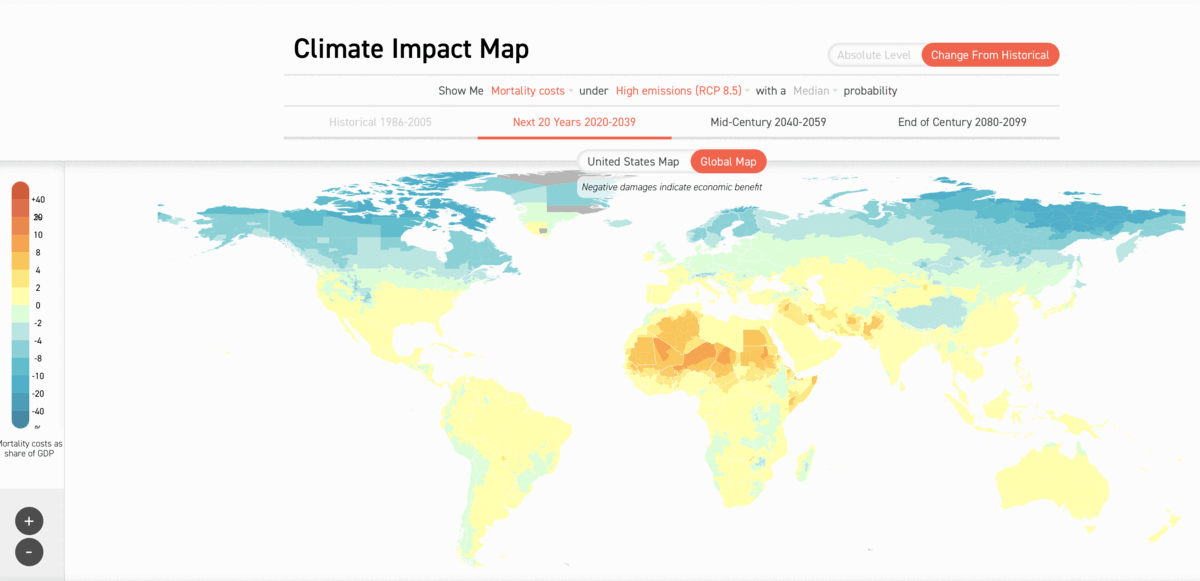 Climate Impact Map
Absolute Level Change From Historical
Show Me Mortality costs under High emissions (RCP 8.5) with a Median probability
Historical 1986-2005 Next 20 Years 2020-2039 Mid-Century 2040-2059 End of Century 2080-2099
United States Map Global Map
Negative damages indicate economic benefit
+40
10
8
4
2
0
-2
-4
-8
-10
-20
-40
%
Mortality costs as
share of GDP
+
-